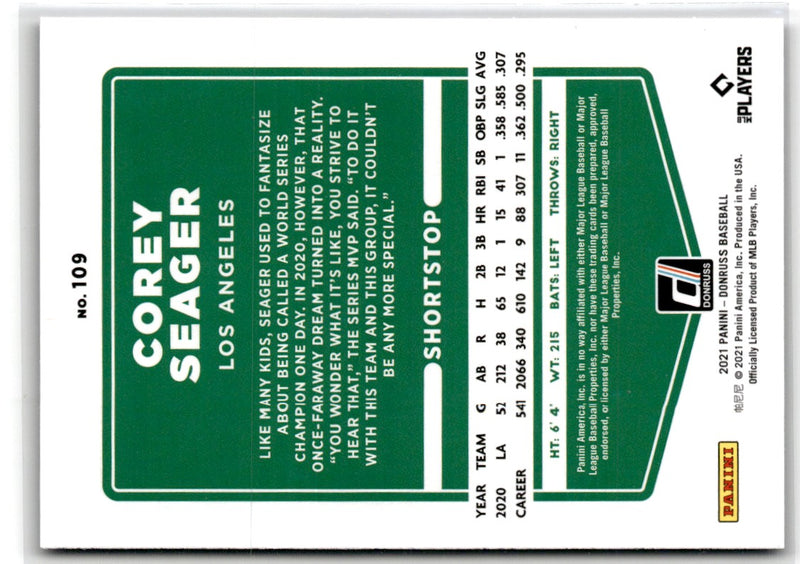 No. 109
COREY
SEAGER
LOS ANGELES
LIKE MANY KIDS, SEAGER USED TO FANTASIZE
ABOUT BEING CALLED A WORLD SERIES
CHAMPION ONE DAY. IN 2020, HOWEVER, THAT
ONCE-FARAWAY DREAM TURNED INTO A REALITY.
"YOU WONDER WHAT IT'S LIKE, YOU STRIVE TO
HEAR THAT," THE SERIES MVP SAID. "TO DO IT
WITH THIS TEAM AND THIS GROUP, IT COULDN'T
BE ANY MORE SPECIAL."
SHORTSTOP
YEAR TEAM G AB R H 2B 3B HR RBI SB OBP SLG AVG
2020 LA 52 212 38 65 12 1 15 41 1 .358 .585 .307
CAREER 541 2066 340 610 142 9 88 307 11 .362 .500 .295
HT: 6' 4' WT: 215 BATS: LEFT THROWS: RIGHT
Panini America, Inc. is in no way affiliated with either Major League Baseball or Major
League Baseball Properties, Inc. nor have these trading cards been prepared, approved,
endorsed, or licensed by either Major League Baseball or Major League Baseball
Properties, Inc.
DONRUSS
PANINI
2021 PANINI – DONRUSS BASEBALL
帕尼尼 © 2021 Panini America, Inc. Produced in the USA.
Officially Licensed Product of MLB Players, Inc.
THE PLAYERS